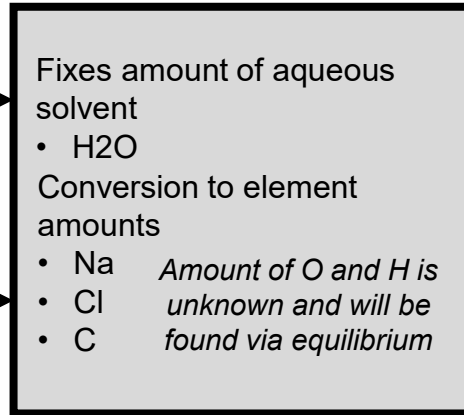 Fixes amount of aqueous
solvent
• H2O
Conversion to element
amounts
• Na
• Cl
• C
Amount of O and H is
unknown and will be
found via equilibrium